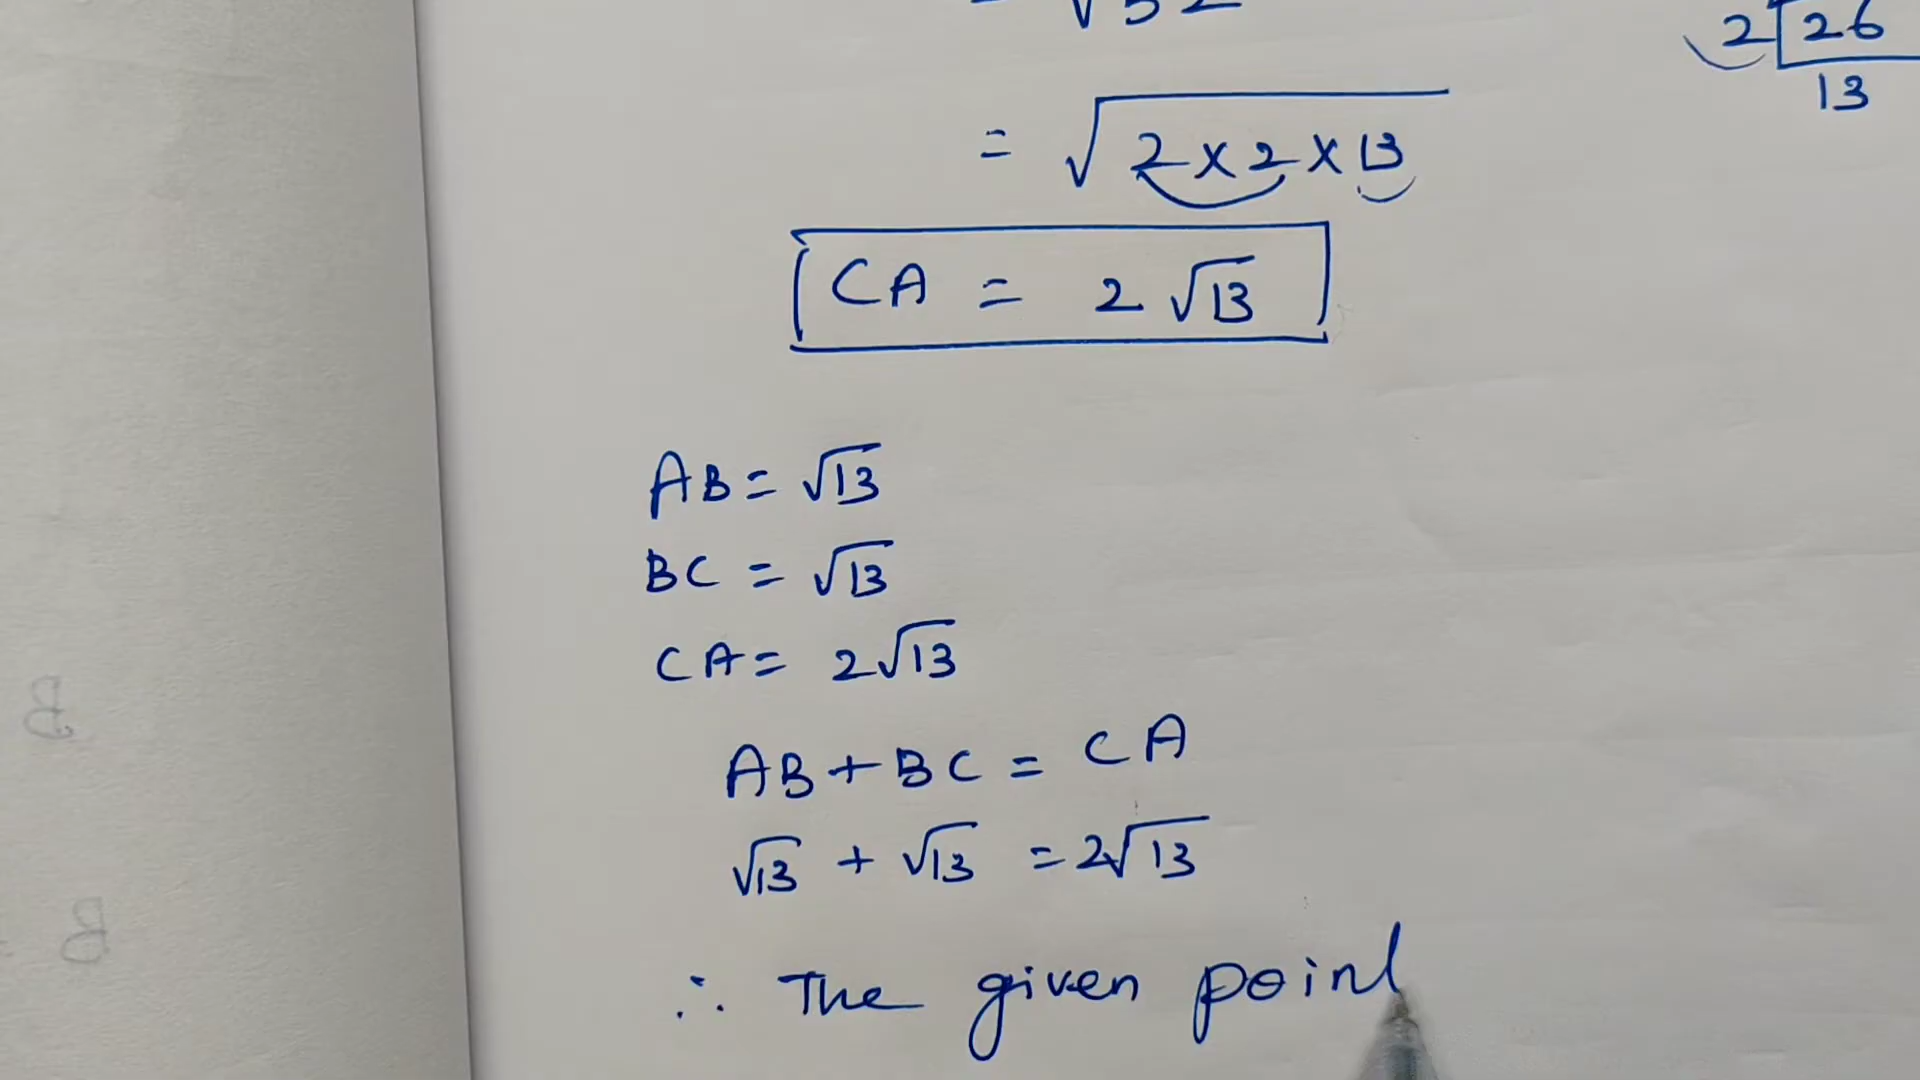 = √52
2 | 26
13
= √2×2×13
CA = 2√13
AB = √13
BC = √13
CA = 2√13
AB + BC = CA
√13 + √13 = 2√13
∴ The given point
B
B